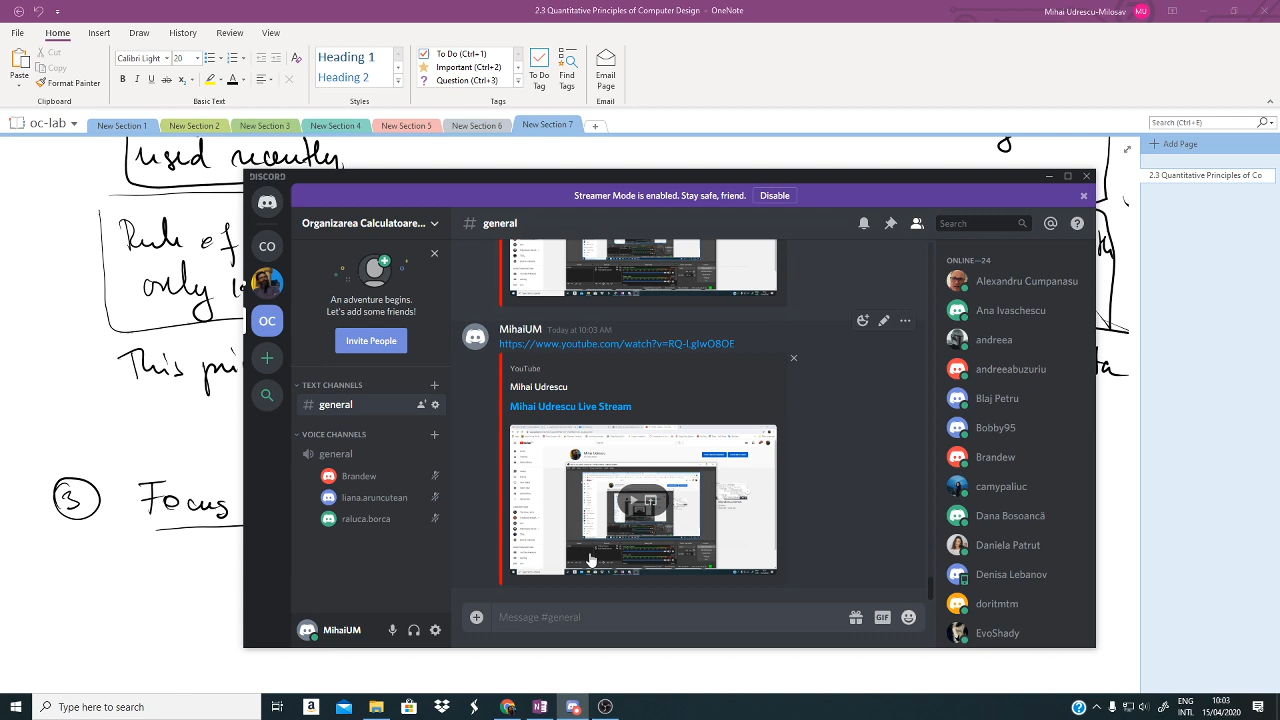 2.3 Quantitative Principles of Computer Design - OneNote
Mihai Udrescu-Milosav
MU
File
Home
Insert
Draw
History
Review
View
Paste
Cut
Copy
Format Painter
Clipboard
Calibri Light
20
B I U ab x₂ A
Basic Text
Heading 1
Heading 2
Styles
To Do (Ctrl+1)
Important (Ctrl+2)
Question (Ctrl+3)
To Do Tag
Find Tags
Tags
Email Page
Email
oc-lab
New Section 1
New Section 2
New Section 3
New Section 4
New Section 5
New Section 6
New Section 7
Search (Ctrl+E)
Add Page
2.3 Quantitative Principles of Co
used recently
Rule of
only
This
3 Focus
DISCORD
Streamer Mode is enabled. Stay safe, friend.
Disable
Organizarea Calculatoare...
# general
Search
CO
OC
An adventure begins.
Let's add some friends!
Invite People
TEXT CHANNELS
# general
VOICE CHANNELS
general
Brandew
liana.aruncutean
raluca.borca
MihaiUM
MihaiUM Today at 10:03 AM
https://www.youtube.com/watch?v=RQ-LgIwO8OE
YouTube
Mihai Udrescu
Mihai Udrescu Live Stream
Message #general
GIF
ONLINE—24
Alexandru Cumpanaș...
Ana Ivaschescu
andreea
andreeabuzuriu
Blaj Petru
Bobby95
Brandew
camypaliuc
Dana Bosoancă
Daniela Patrut
Denisa Lebanov
doritmtm
EvoShady
Type here to search
ENG
INTL
10:03
15/04/2020